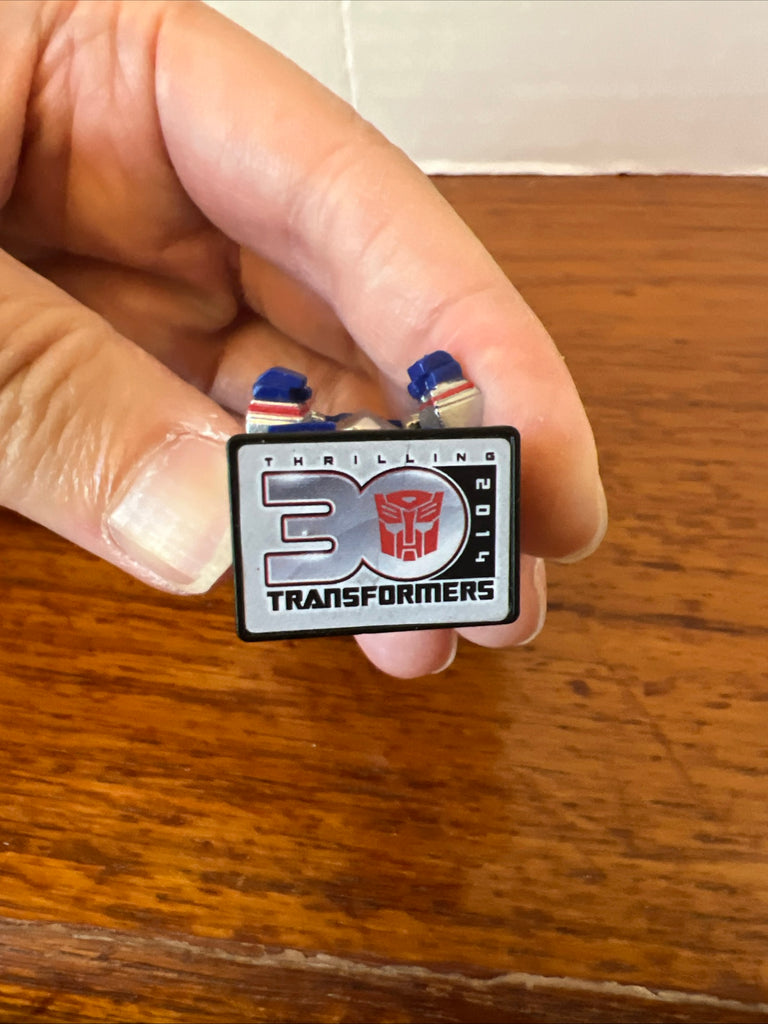 THRILLING
30
2014
TRANSFORMERS